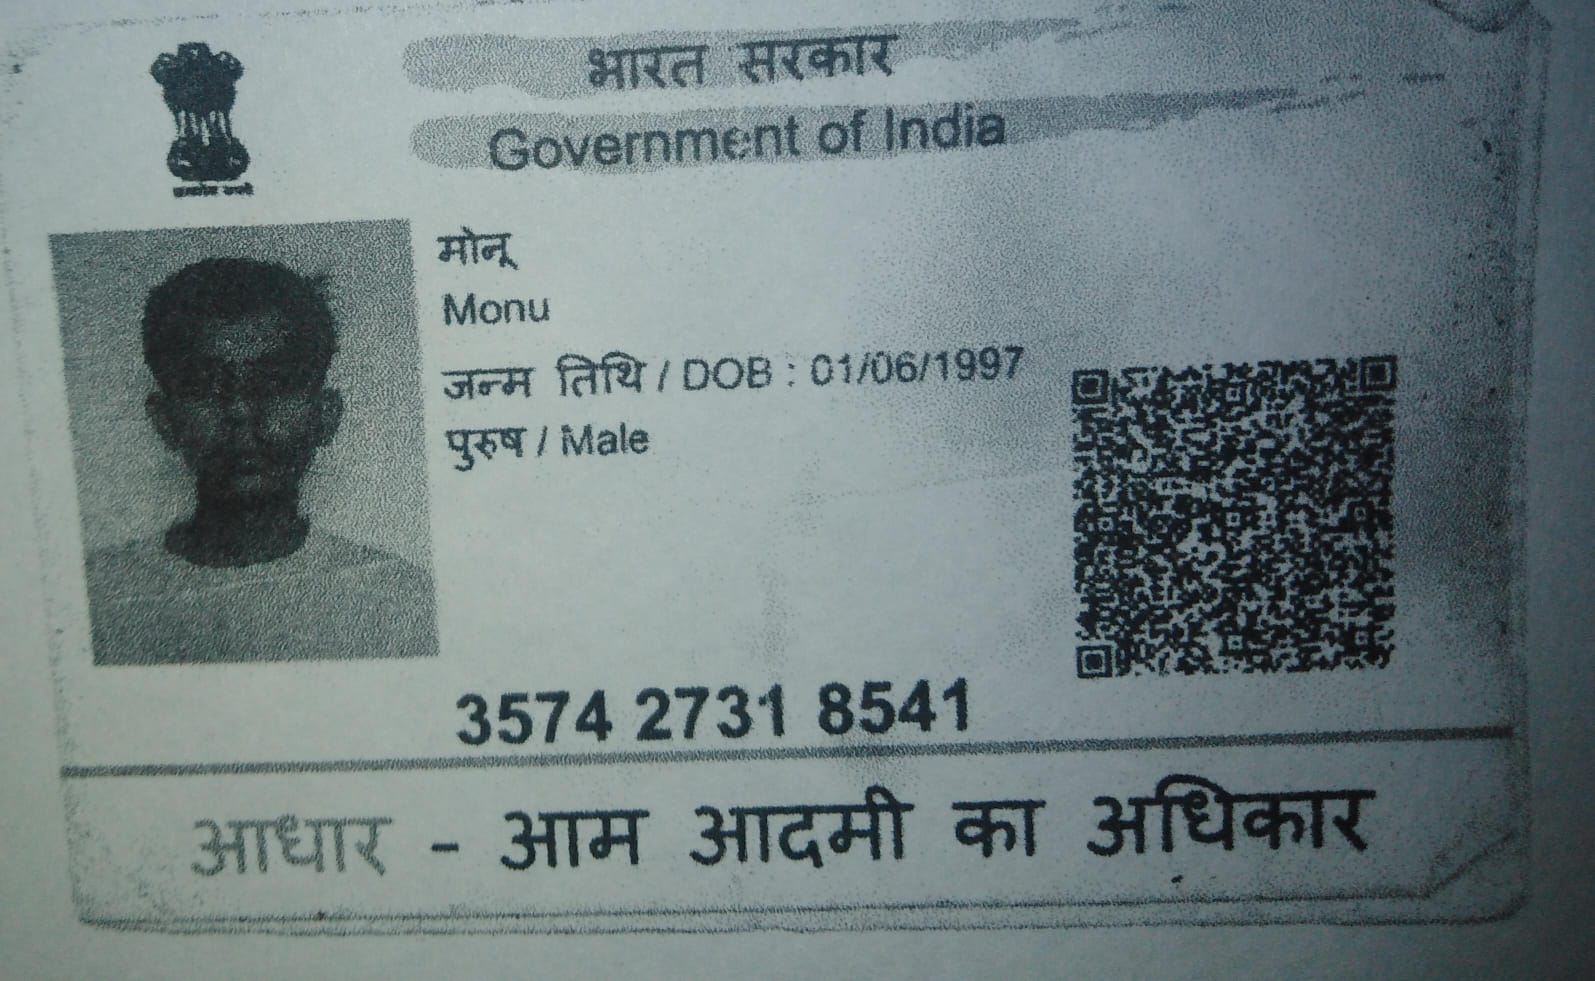 भारत सरकार
Government of India
मोनू
Monu
जन्म तिथि / DOB : 01/06/1997
पुरुष / Male
3574 2731 8541
आधार - आम आदमी का अधिकार